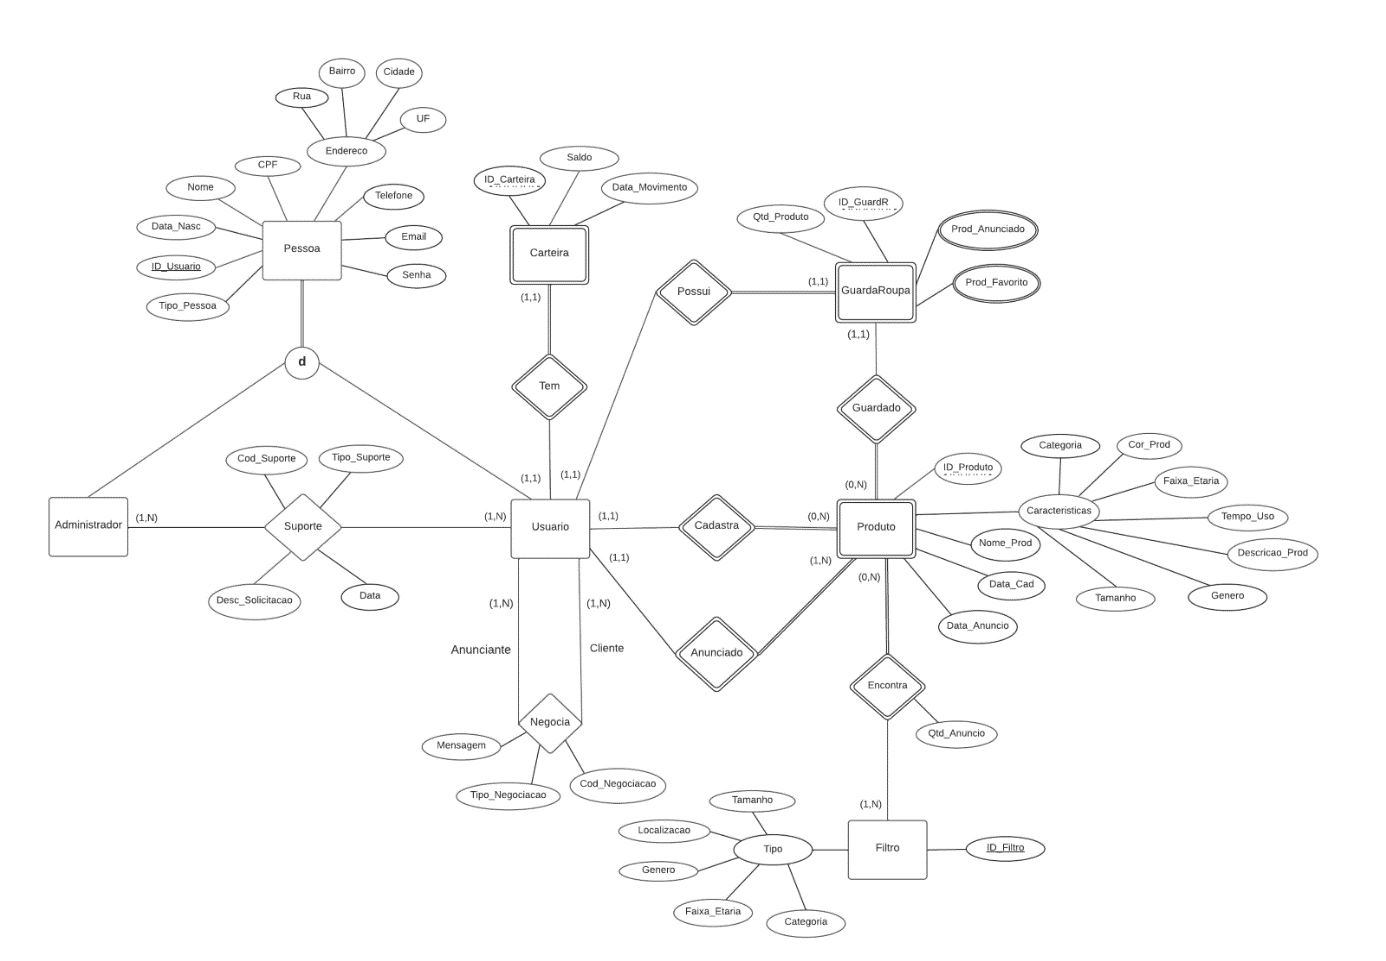 Bairro
Cidade
Rua
UF
Endereco
CPF
Nome
Telefone
Data_Nasc
Pessoa
Email
ID_Usuario
Senha
Tipo_Pessoa
d
ID_Carteira
Saldo
Data_Movimento
Carteira
(1,1)
Tem
(1,1)
(1,1)
Possui
(1,1)
Qtd_Produto
ID_GuardR
Prod_Anunciado
Prod_Favorito
GuardaRoupa
(1,1)
Guardado
(0,N)
Cod_Suporte
Tipo_Suporte
Administrador
(1,N)
Suporte
(1,N)
Usuario
(1,1)
Cadastra
(0,N)
Produto
Desc_Solicitacao
Data
(1,1)
(1,N)
(0,N)
ID_Produto
Categoria
Cor_Prod
Faixa_Etaria
Caracteristicas
Tempo_Uso
Nome_Prod
Descricao_Prod
Data_Cad
Tamanho
Genero
Data_Anuncio
(1,N)
(1,N)
Anunciante
Cliente
Anunciado
Encontra
Negocia
Qtd_Anuncio
Mensagem
Tipo_Negociacao
Cod_Negociacao
(1,N)
Tamanho
Localizacao
Tipo
Filtro
ID_Filtro
Genero
Faixa_Etaria
Categoria